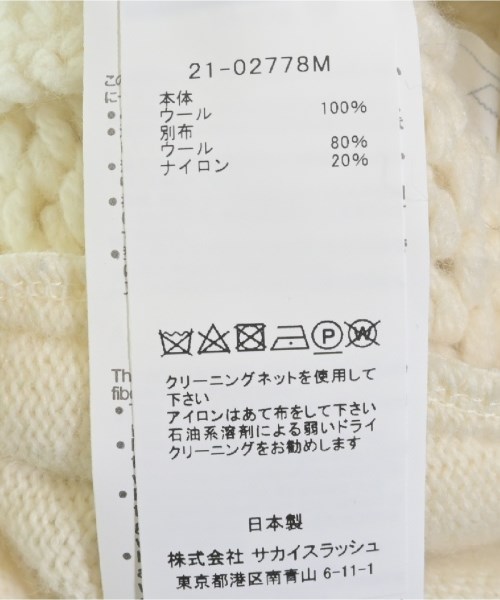 21-02778M
本体
ウール 100%
別布
ウール 80%
ナイロン 20%
P W
クリーニングネットを使用して
下さい
アイロンはあて布をして下さい
石油系溶剤による弱いドライ
クリーニングをお勧めします
日本製
株式会社 サカイスラッシュ
東京都港区南青山 6-11-1
この
に
Th
fib